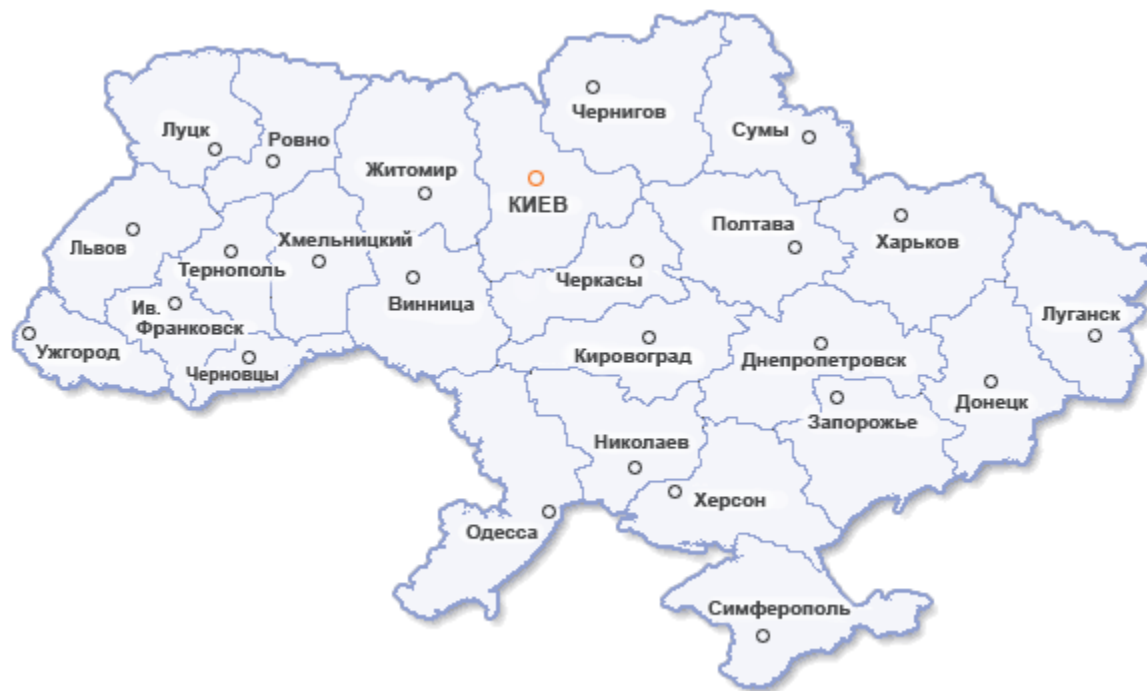 Чернигов
Сумы
Луцк
Ровно
Житомир
КИЕВ
Полтава
Харьков
Львов
Хмельницкий
Тернополь
Черкасы
Винница
Ив.
Франковск
Луганск
Ужгород
Кировоград
Днепропетровск
Черновцы
Донецк
Запорожье
Николаев
Херсон
Одесса
Симферополь